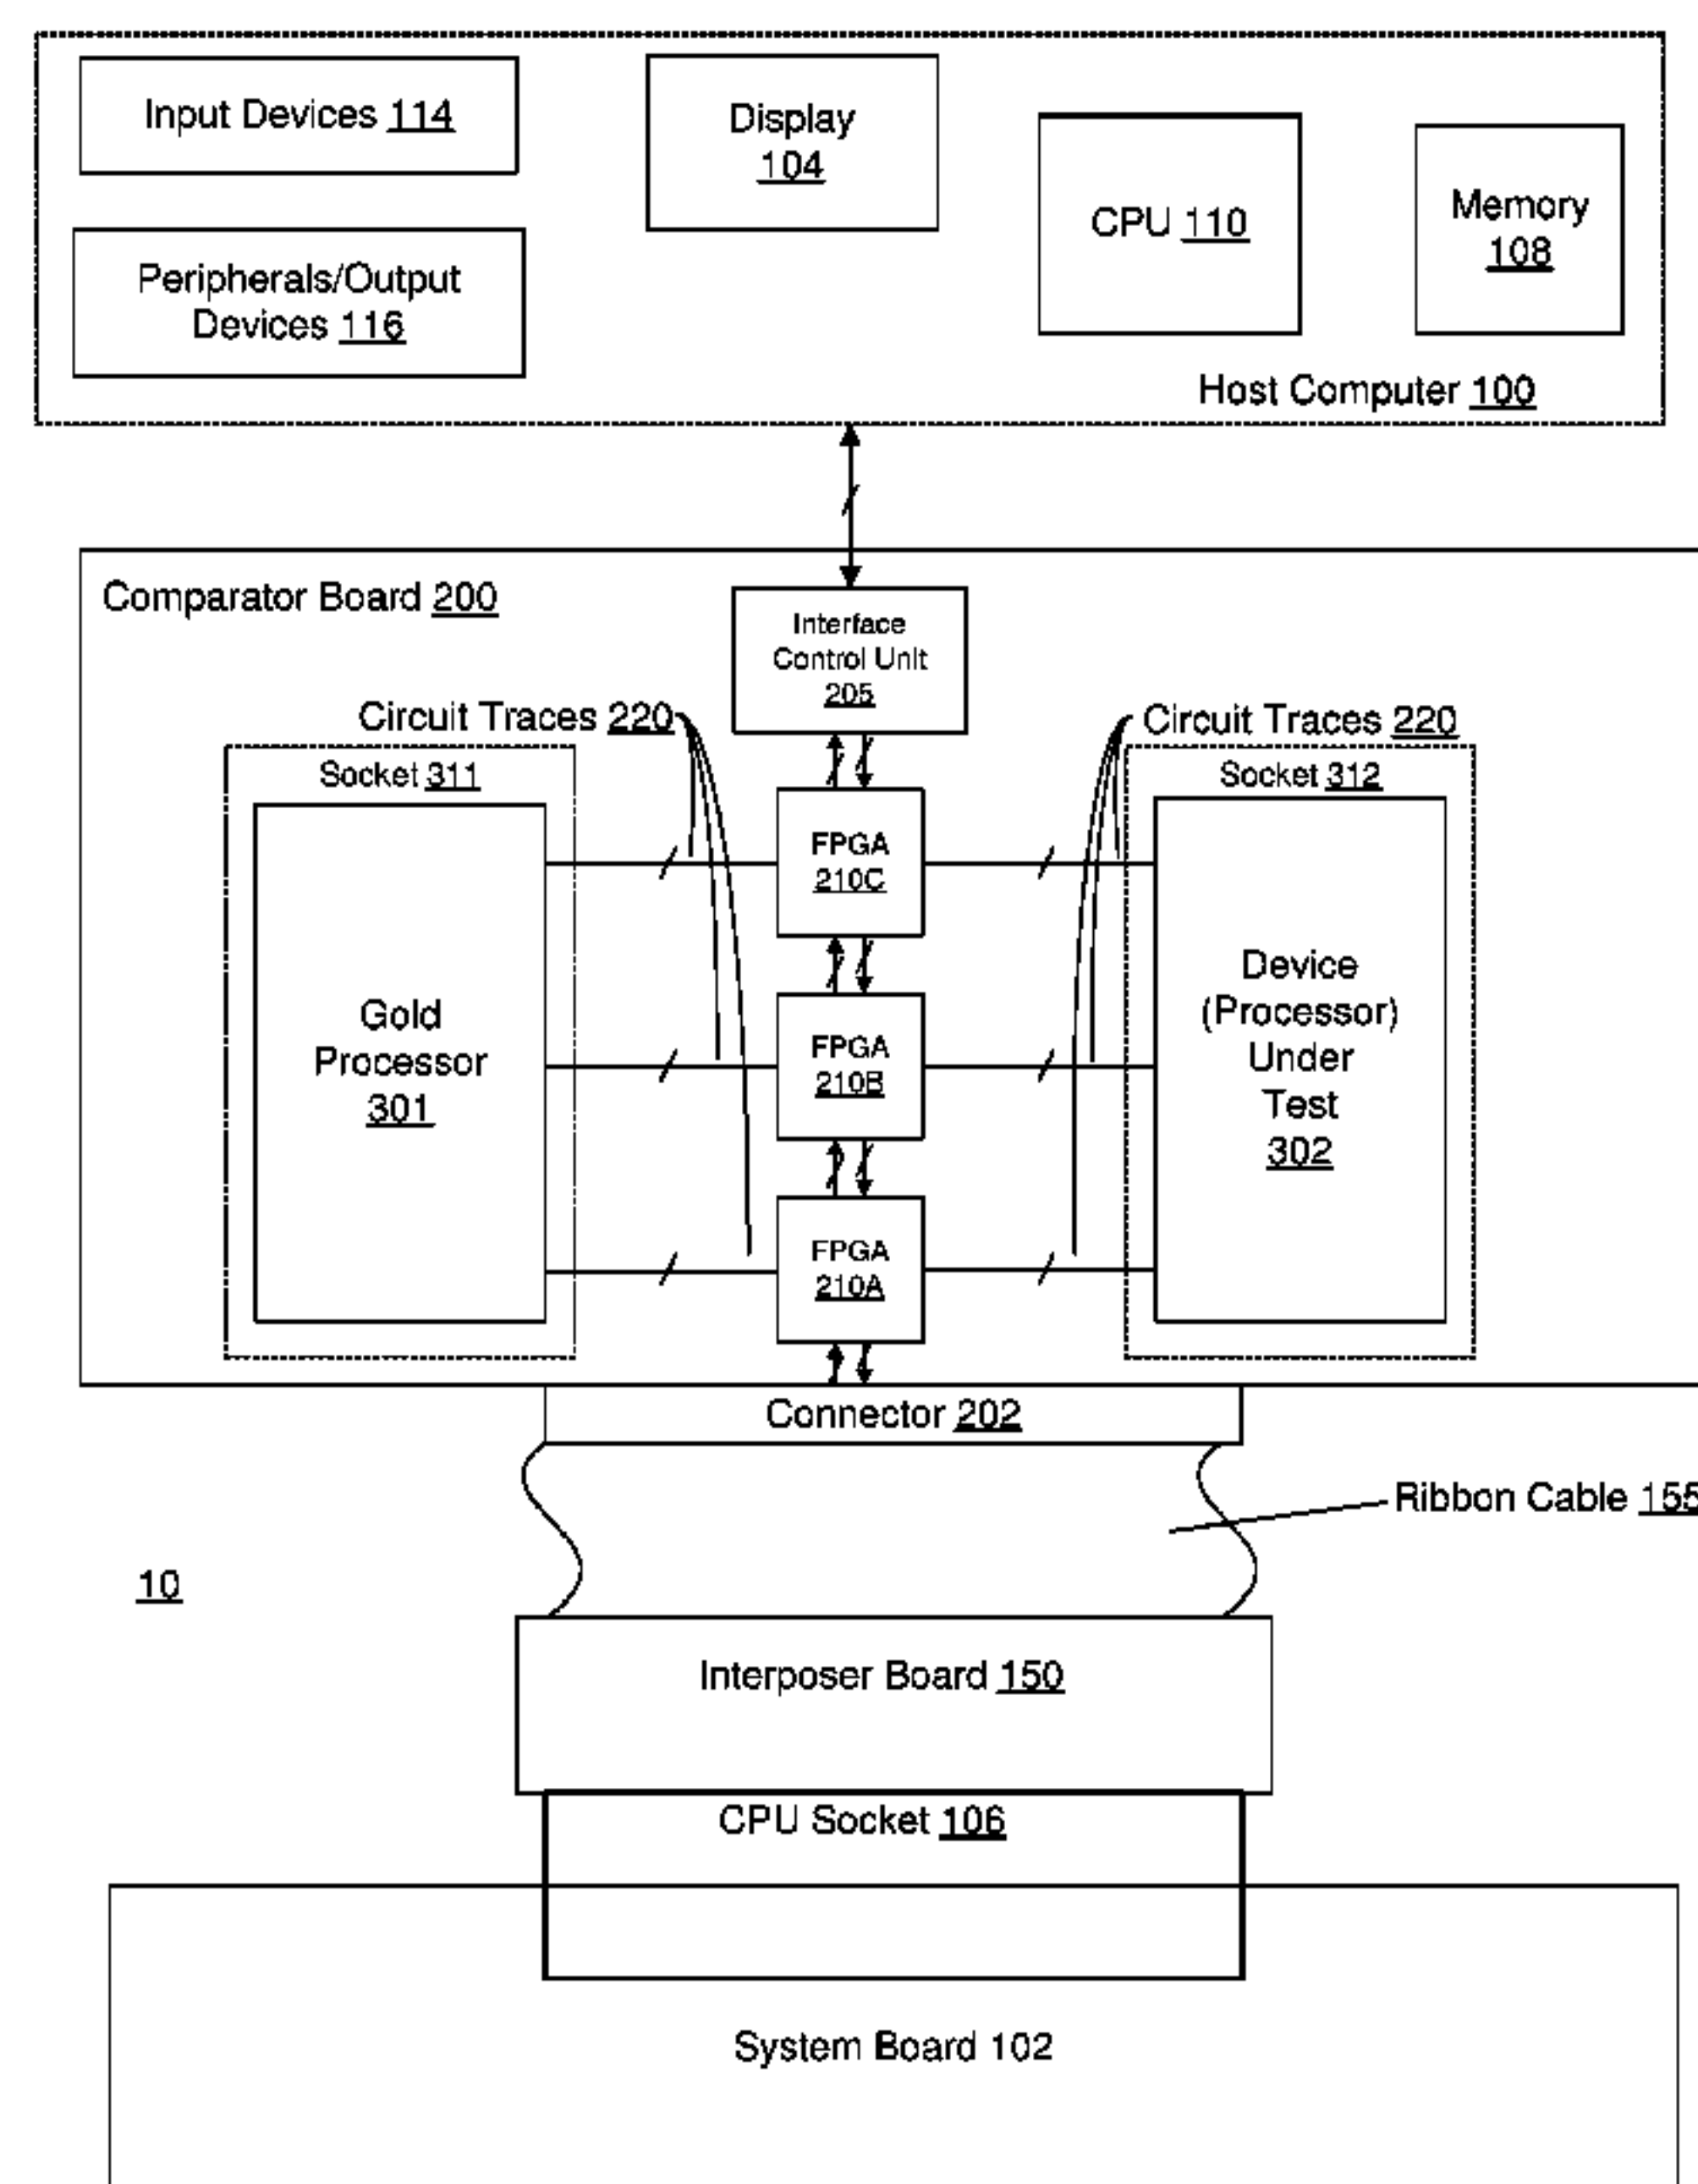 Input Devices 114
Display
104
CPU 110
Memory
108
Peripherals/Output
Devices 116
Host Computer 100
Comparator Board 200
Interface
Control Unit
205
Circuit Traces 220
Circuit Traces 220
Socket 311
Socket 312
FPGA
210C
Gold
Processor
301
FPGA
210B
Device
(Processor)
Under
Test
302
FPGA
210A
Connector 202
Ribbon Cable 155
10
Interposer Board 150
CPU Socket 106
System Board 102